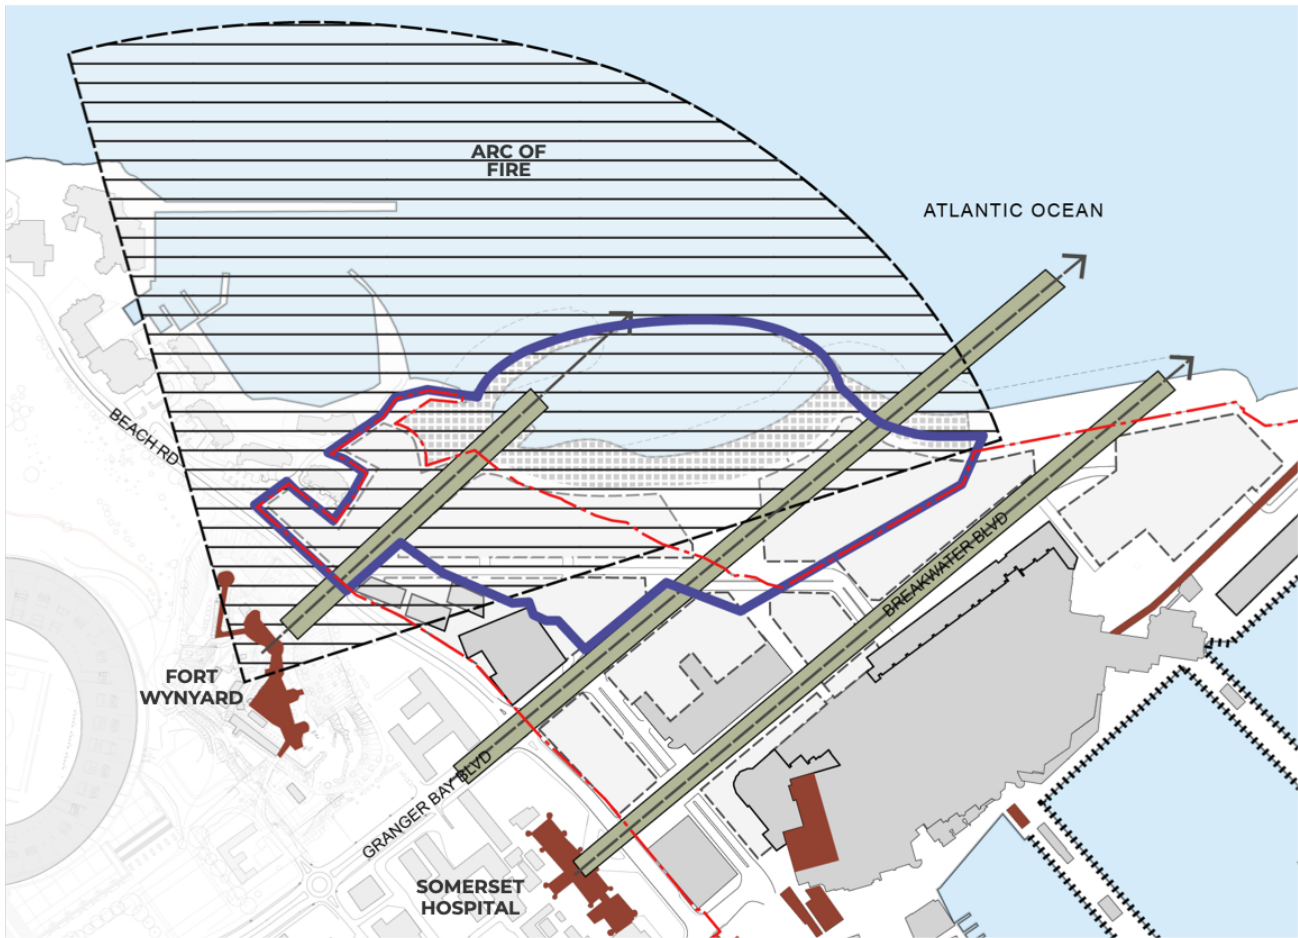 ARC OF
FIRE
ATLANTIC OCEAN
BEACH RD
BREAKWATER BLVD
FORT
WYNYARD
GRANGER BAY BLVD
SOMERSET
HOSPITAL